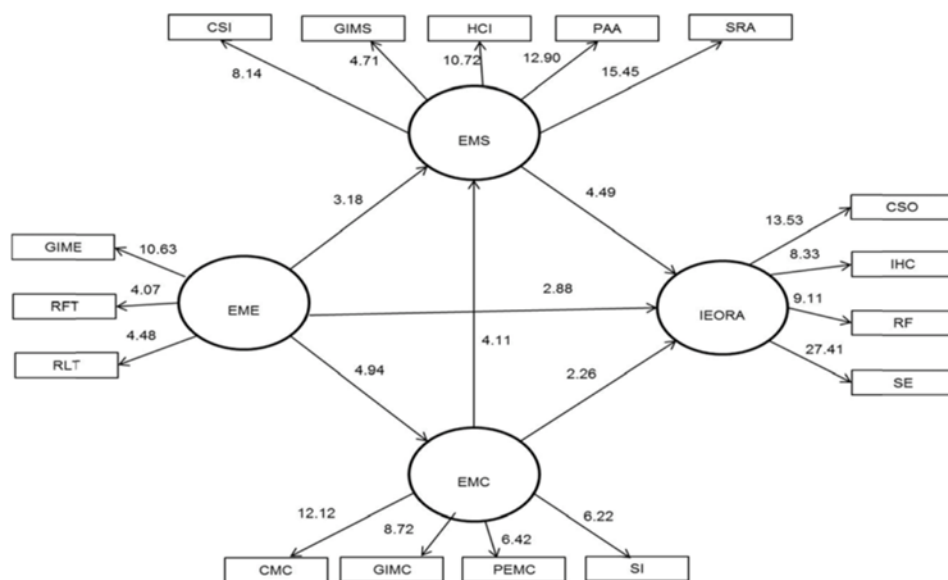 CSI GIMS HCI PAA SRA
8.14 4.71 10.72 12.90 15.45
EMS
3.18 4.49
CSO
13.53
GIME 10.63
8.33 IHC
RFT 4.07
EME
2.88
IEORA
9.11 RF
RLT 4.48
4.11
27.41 SE
4.94 2.26
EMC
12.12 8.72 6.42 6.22
CMC GIMC PEMC SI